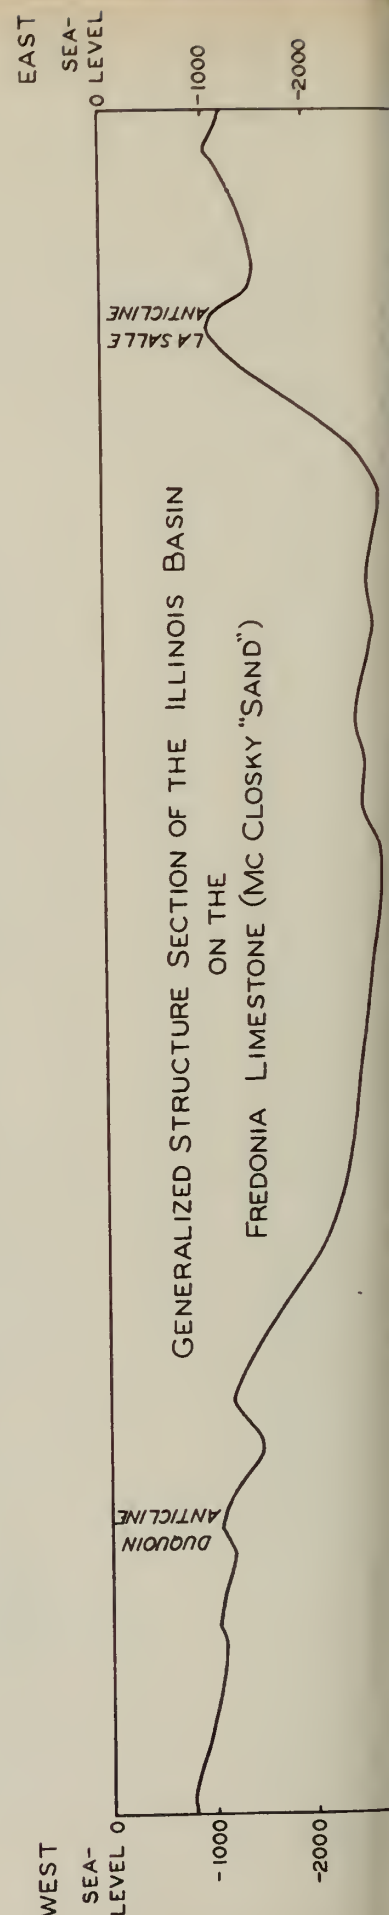 WEST
SEA-
LEVEL 0
-1000
-2000
DUQUOIN
ANTICLINE
GENERALIZED STRUCTURE SECTION OF THE ILLINOIS BASIN
ON THE
FREDONIA LIMESTONE (MC CLOSKY "SAND")
LA SALLE
ANTICLINE
EAST
SEA-
LEVEL
0
-1000
-2000